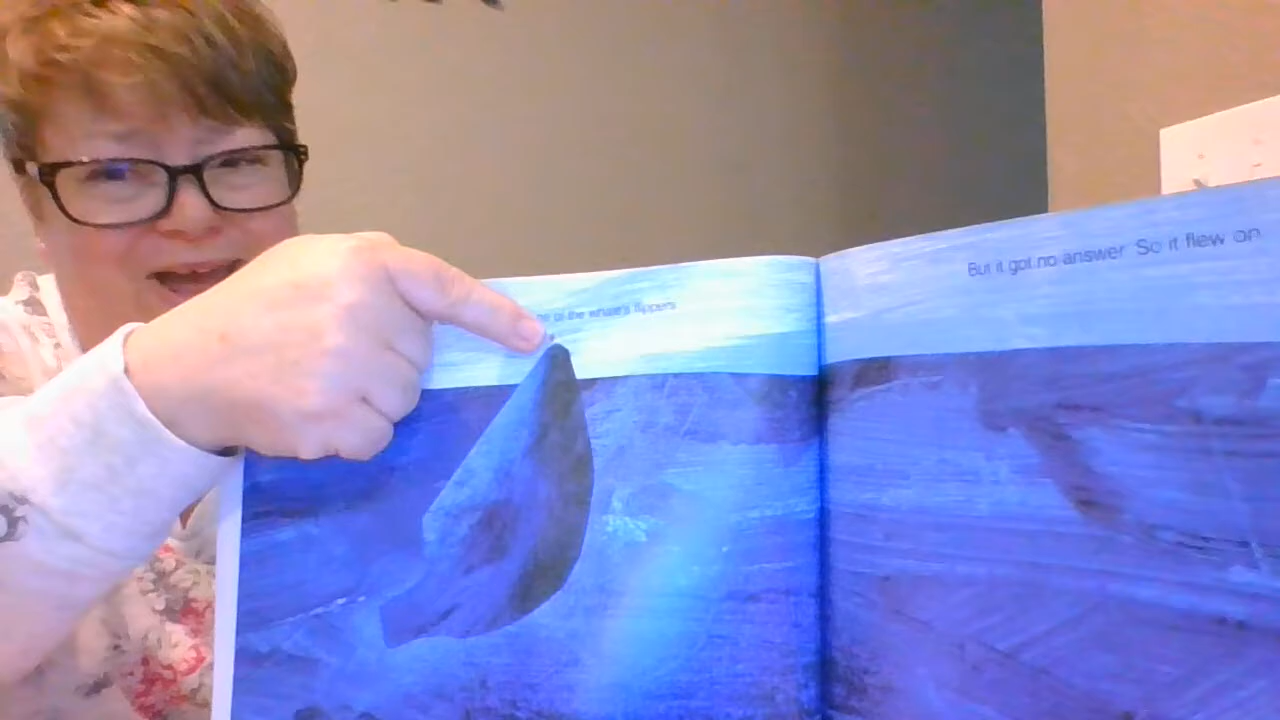 of the whale's flippers
But it got no answer So it flew on